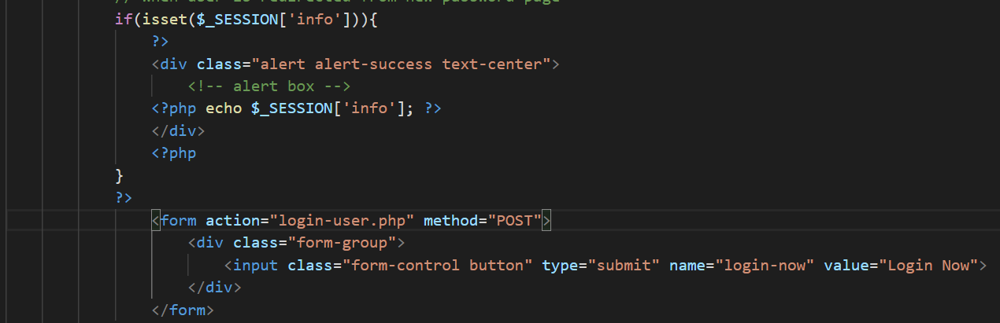 // when user is redirected from new password page
if(isset($_SESSION['info'])){
?>
<div class="alert alert-success text-center">
<!-- alert box -->
<?php echo $_SESSION['info']; ?>
</div>
<?php
}
?>
<form action="login-user.php" method="POST">
<div class="form-group">
<input class="form-control button" type="submit" name="login-now" value="Login Now">
</div>
</form>